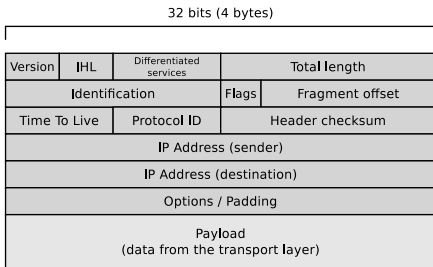 32 bits (4 bytes)
Version IHL Differentiated services Total length
Identification Flags Fragment offset
Time To Live Protocol ID Header checksum
IP Address (sender)
IP Address (destination)
Options / Padding
Payload
(data from the transport layer)